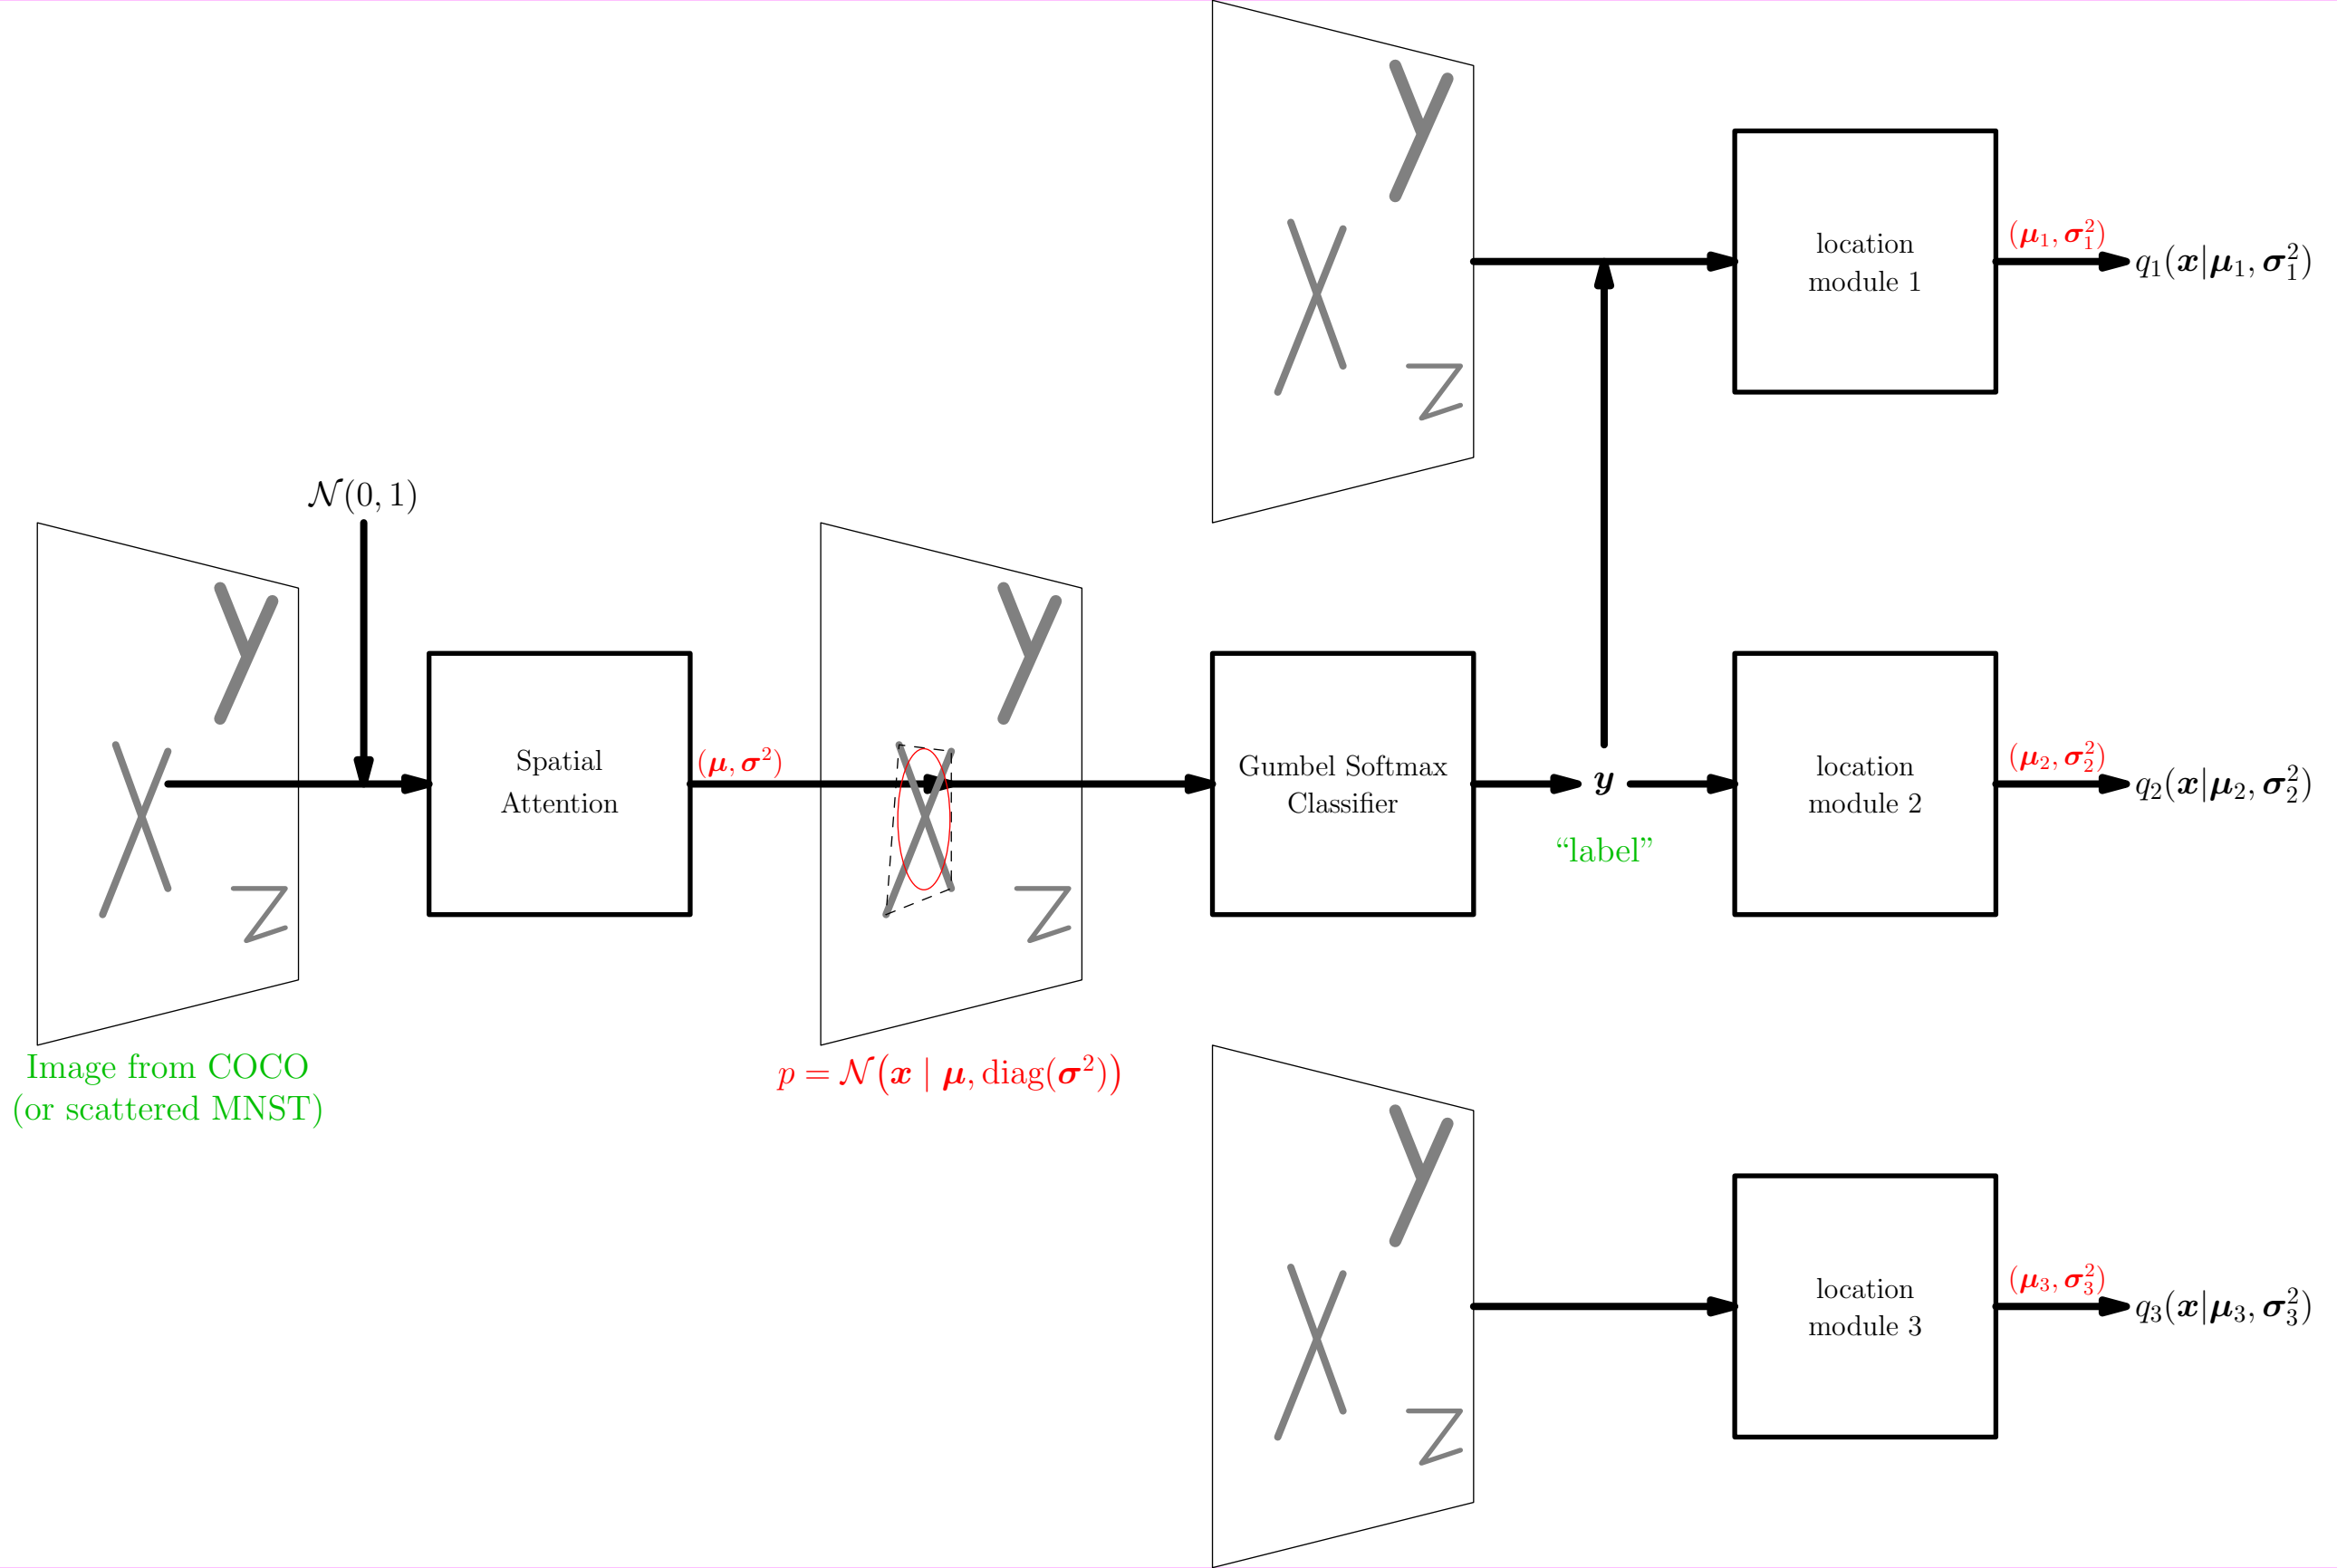 (μ₁, σ₁²)
location
module 1
q₁(x|μ₁, σ₁²)
𝒩(0, 1)
Spatial
Attention
(μ, σ²)
Gumbel Softmax
Classifier
y
“label”
location
module 2
(μ₂, σ₂²)
q₂(x|μ₂, σ₂²)
Image from COCO
(or scattered MNST)
p = 𝒩(x | μ, diag(σ²))
location
module 3
(μ₃, σ₃²)
q₃(x|μ₃, σ₃²)